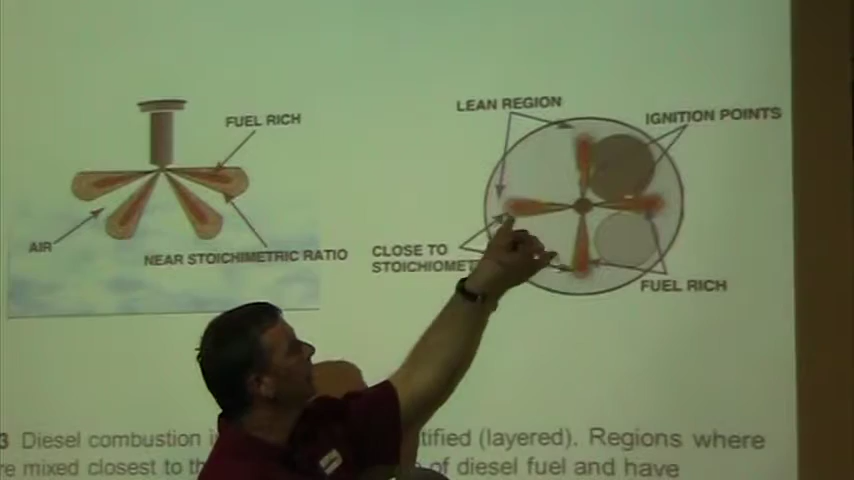 FUEL RICH
AIR
NEAR STOICHIMETRIC RATIO
LEAN REGION
IGNITION POINTS
CLOSE TO
STOICHIOMET
FUEL RICH
3 Diesel combustion i tified (layered). Regions where
re mixed closest to th of diesel fuel and have